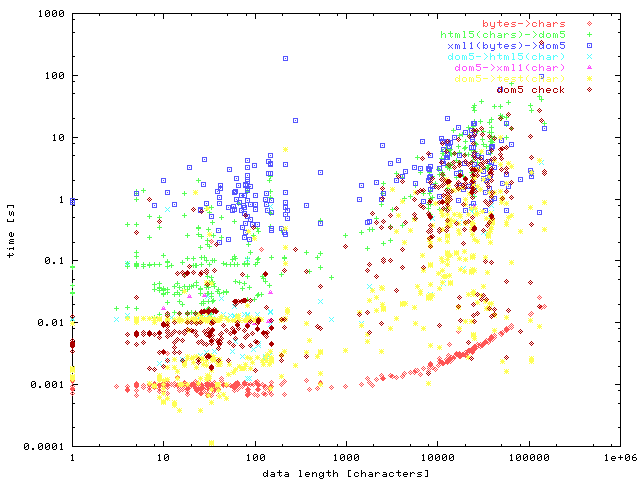 1000
100
10
1
0.1
0.01
0.001
0.0001
time [s]
bytes->chars
html5(chars)->dom5
xml1(bytes)->dom5
dom5->html5(char)
dom5->xml1(char)
dom5 check
1 10 100 1000 10000 100000 1e+06
data length [characters]